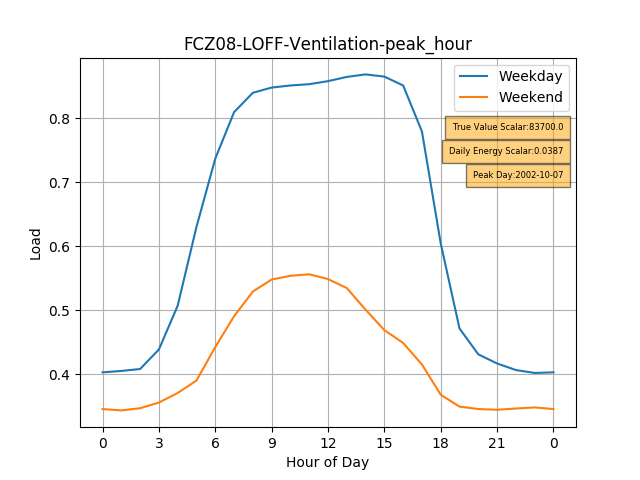 FCZ08-LOFF-Ventilation-peak_hour
Weekday
Weekend
True Value Scalar:83700.0
Daily Energy Scalar:0.0387
Peak Day:2002-10-07
Load
0.8
0.7
0.6
0.5
0.4
0 3 6 9 12 15 18 21 0
Hour of Day